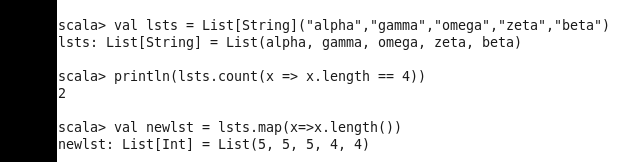 scala> val lsts = List[String]("alpha","gamma","omega","zeta","beta")
lsts: List[String] = List(alpha, gamma, omega, zeta, beta)
scala> println(lsts.count(x => x.length == 4))
2
scala> val newlst = lsts.map(x=>x.length())
newlst: List[Int] = List(5, 5, 5, 4, 4)